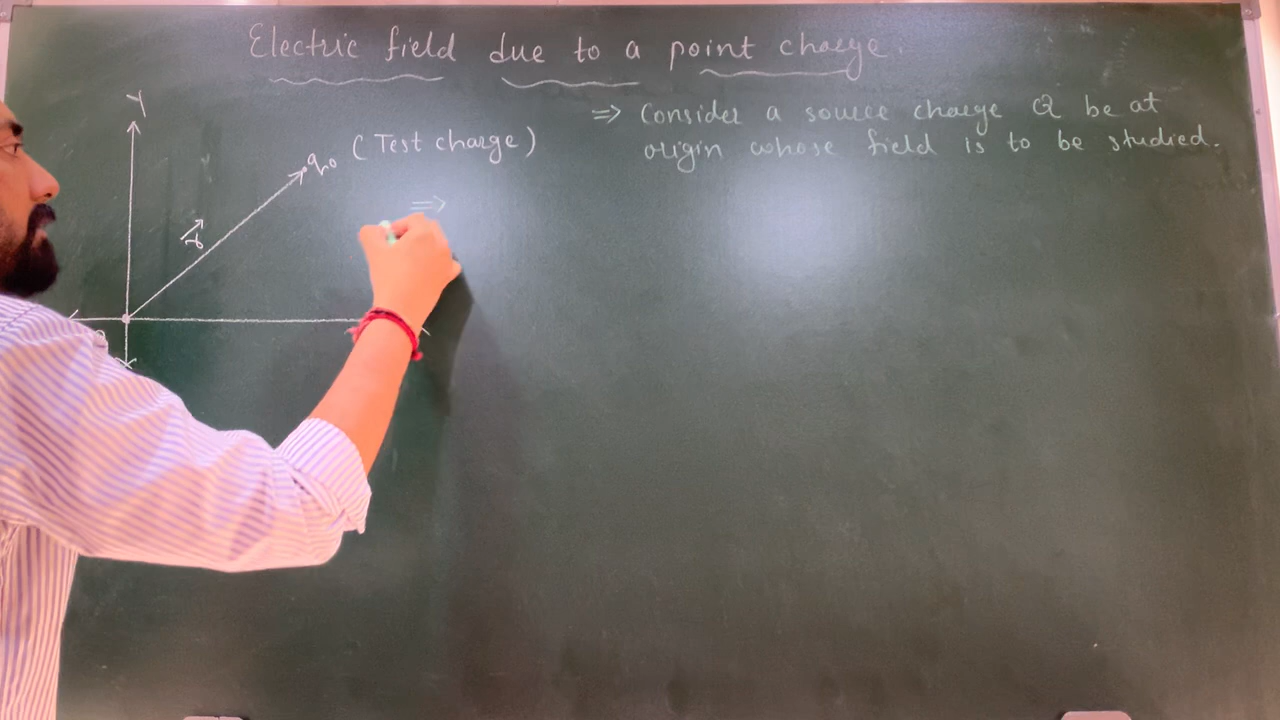 Electric field due to a point charge.
Y
⇒ Consider a source charge Q be at
origin whose field is to be studied.
q₀ (Test charge)
⇒
r⃗